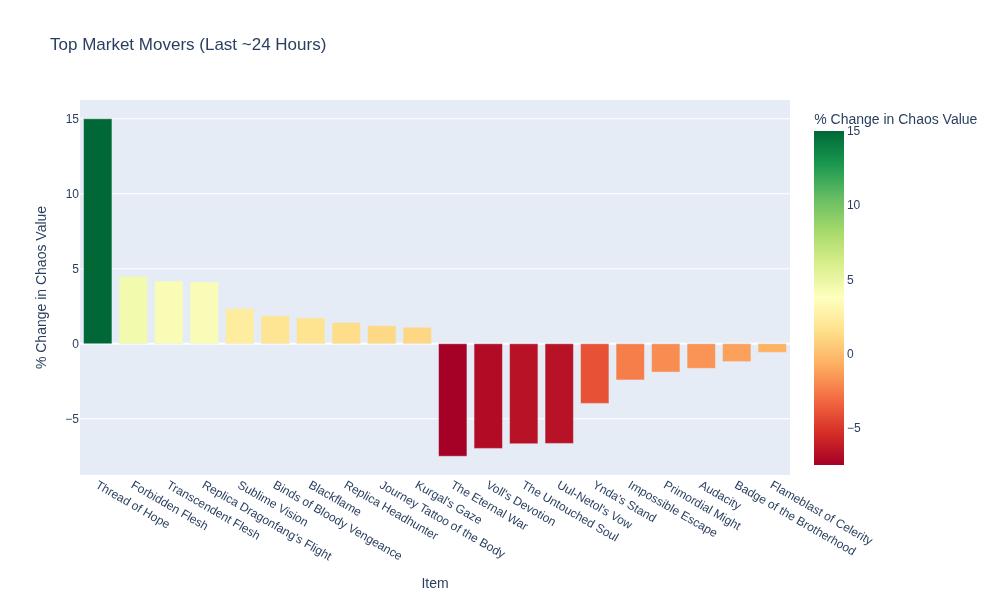 Top Market Movers (Last ~24 Hours)
% Change in Chaos Value
15
10
5
0
−5
% Change in Chaos Value
15
10
5
0
−5
Thread of Hope
Forbidden Flesh
Transcendent Flesh
Replica Dragonfang's Flight
Sublime Vision
Binds of Bloody Vengeance
Blackflame
Replica Headhunter
Journey Tattoo of the Body
Kurgal's Gaze
The Eternal War
Voll's Devotion
The Untouched Soul
Uul-Netol's Vow
Ynda's Stand
Impossible Escape
Primordial Might
Audacity
Badge of the Brotherhood
Flameblast of Celerity
Item